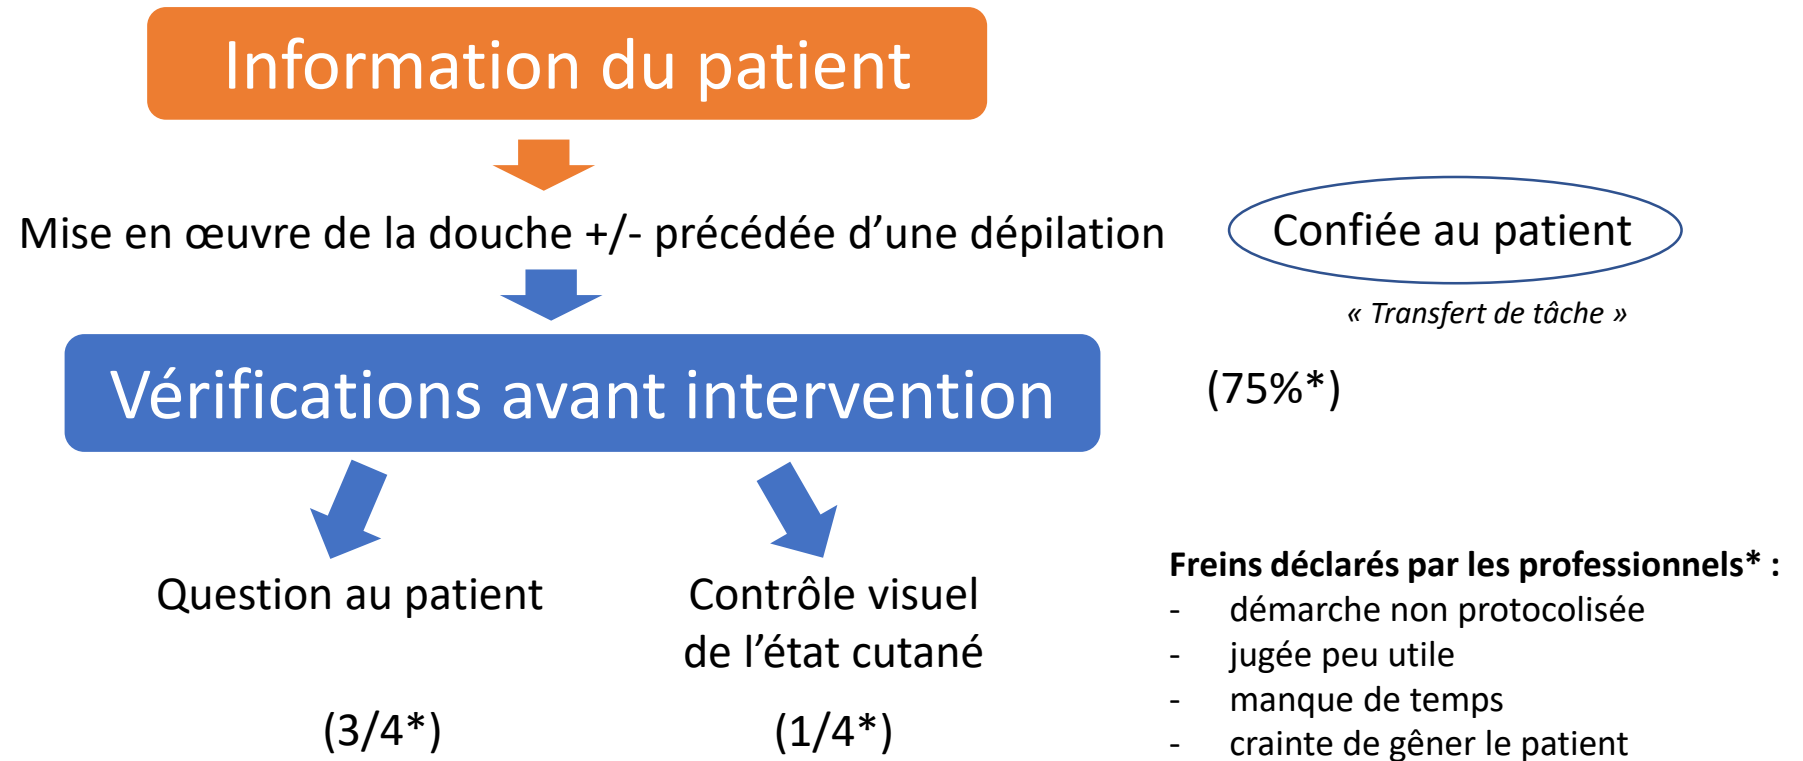 Information du patient
Mise en œuvre de la douche +/- précédée d’une dépilation
Confiée au patient
« Transfert de tâche »
Vérifications avant intervention
(75%*)
Question au patient
(3/4*)
Contrôle visuel
de l’état cutané
(1/4*)
Freins déclarés par les professionnels* :
- démarche non protocolisée
- jugée peu utile
- manque de temps
- crainte de gêner le patient